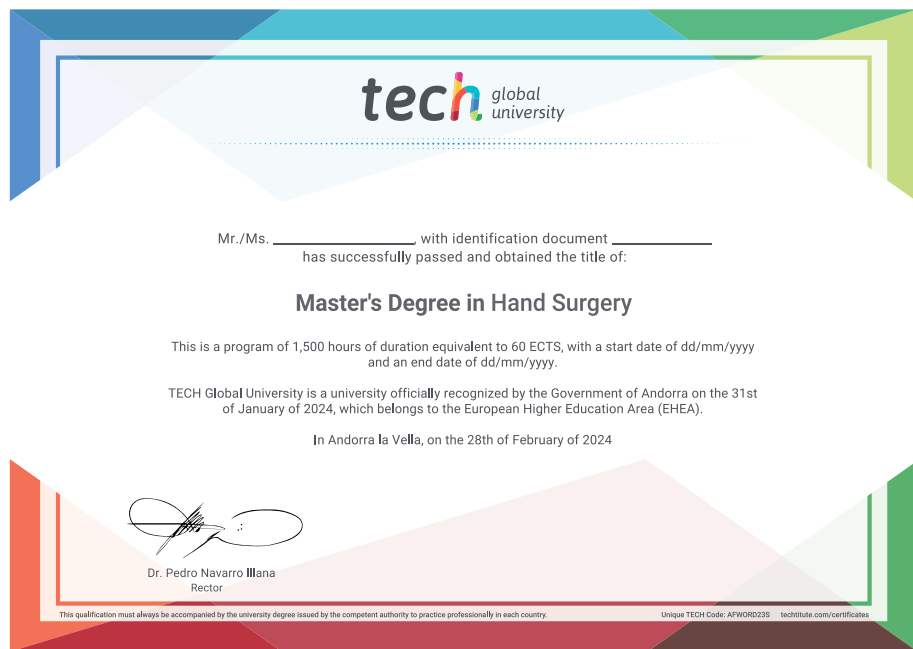 tech global university
Mr./Ms. ____________________, with identification document ______________
has successfully passed and obtained the title of:
Master's Degree in Hand Surgery
This is a program of 1,500 hours of duration equivalent to 60 ECTS, with a start date of dd/mm/yyyy
and an end date of dd/mm/yyyy.
TECH Global University is a university officially recognized by the Government of Andorra on the 31st
of January of 2024, which belongs to the European Higher Education Area (EHEA).
In Andorra la Vella, on the 28th of February of 2024
Dr. Pedro Navarro Illana
Rector
This qualification must always be accompanied by the university degree issued by the competent authority to practice professionally in each country. Unique TECH Code: AFWORD23S techtitute.com/certificates